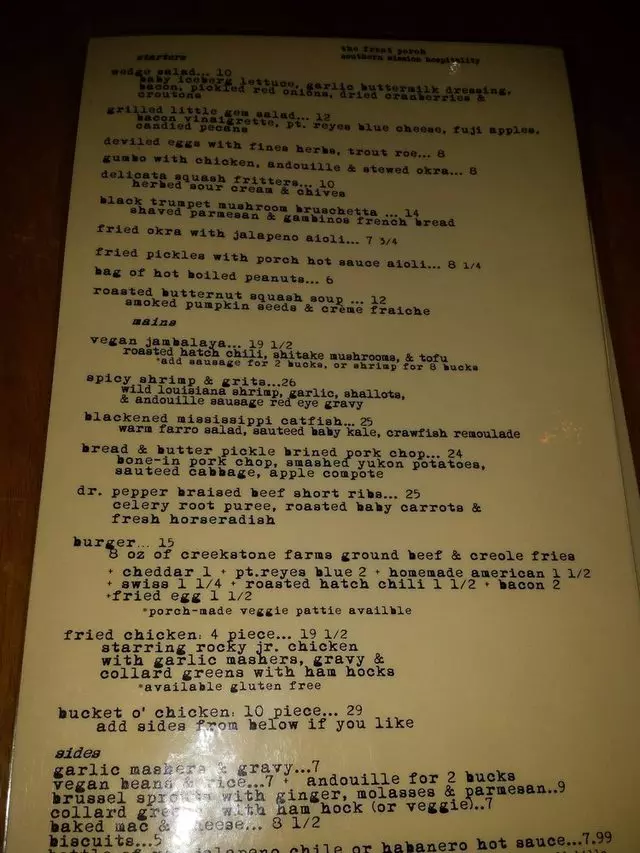 the front porch
southern mission hospitality
starters
wedge salad... 10
baby iceberg lettuce, garlic buttermilk dressing,
bacon, pickled red onions, dried cranberries &
croutons
grilled little gem salad... 12
bacon vinaigrette, pt. reyes blue cheese, fuji apples,
candied pecans
deviled eggs with fines herbs, trout roe... 8
gumbo with chicken, andouille & stewed okra... 8
delicata squash fritters... 10
herbed sour cream & chives
black trumpet mushroom bruschetta ... 14
shaved parmesan & gambinos french bread
fried okra with jalapeno aioli... 7 3/4
fried pickles with porch hot sauce aioli... 8 1/4
bag of hot boiled peanuts... 6
roasted butternut squash soup ... 12
smoked pumpkin seeds & crème fraiche
mains
vegan jambalaya... 19 1/2
roasted hatch chili, shitake mushrooms, & tofu
*add sausage for 2 bucks, or shrimp for 8 bucks
spicy shrimp & grits...26
wild louisiana shrimp, garlic, shallots,
& andouille sausage red eye gravy
blackened mississippi catfish... 25
warm farro salad, sauteed baby kale, crawfish remoulade
bread & butter pickle brined pork chop... 24
bone-in pork chop, smashed yukon potatoes,
sauteed cabbage, apple compote
dr. pepper braised beef short ribs... 25
celery root puree, roasted baby carrots &
fresh horseradish
burger... 15
8 oz of creekstone farms ground beef & creole fries
+ cheddar 1 + pt.reyes blue 2 + homemade american 1 1/2
+ swiss 1 1/4 + roasted hatch chili 1 1/2 + bacon 2
+fried egg 1 1/2
*porch-made veggie pattie availble
fried chicken: 4 piece... 19 1/2
starring rocky jr. chicken
with garlic mashers, gravy &
collard greens with ham hocks
*available gluten free
bucket o' chicken: 10 piece... 29
add sides from below if you like
sides
garlic mashers & gravy...7
vegan beans & rice...7 + andouille for 2 bucks
brussel sprouts with ginger, molasses & parmesan..9
collard greens with ham hock (or veggie)..7
baked mac & cheese... 8 1/2
biscuits...5
bottle of jalapeno chile or habanero hot sauce...7.99